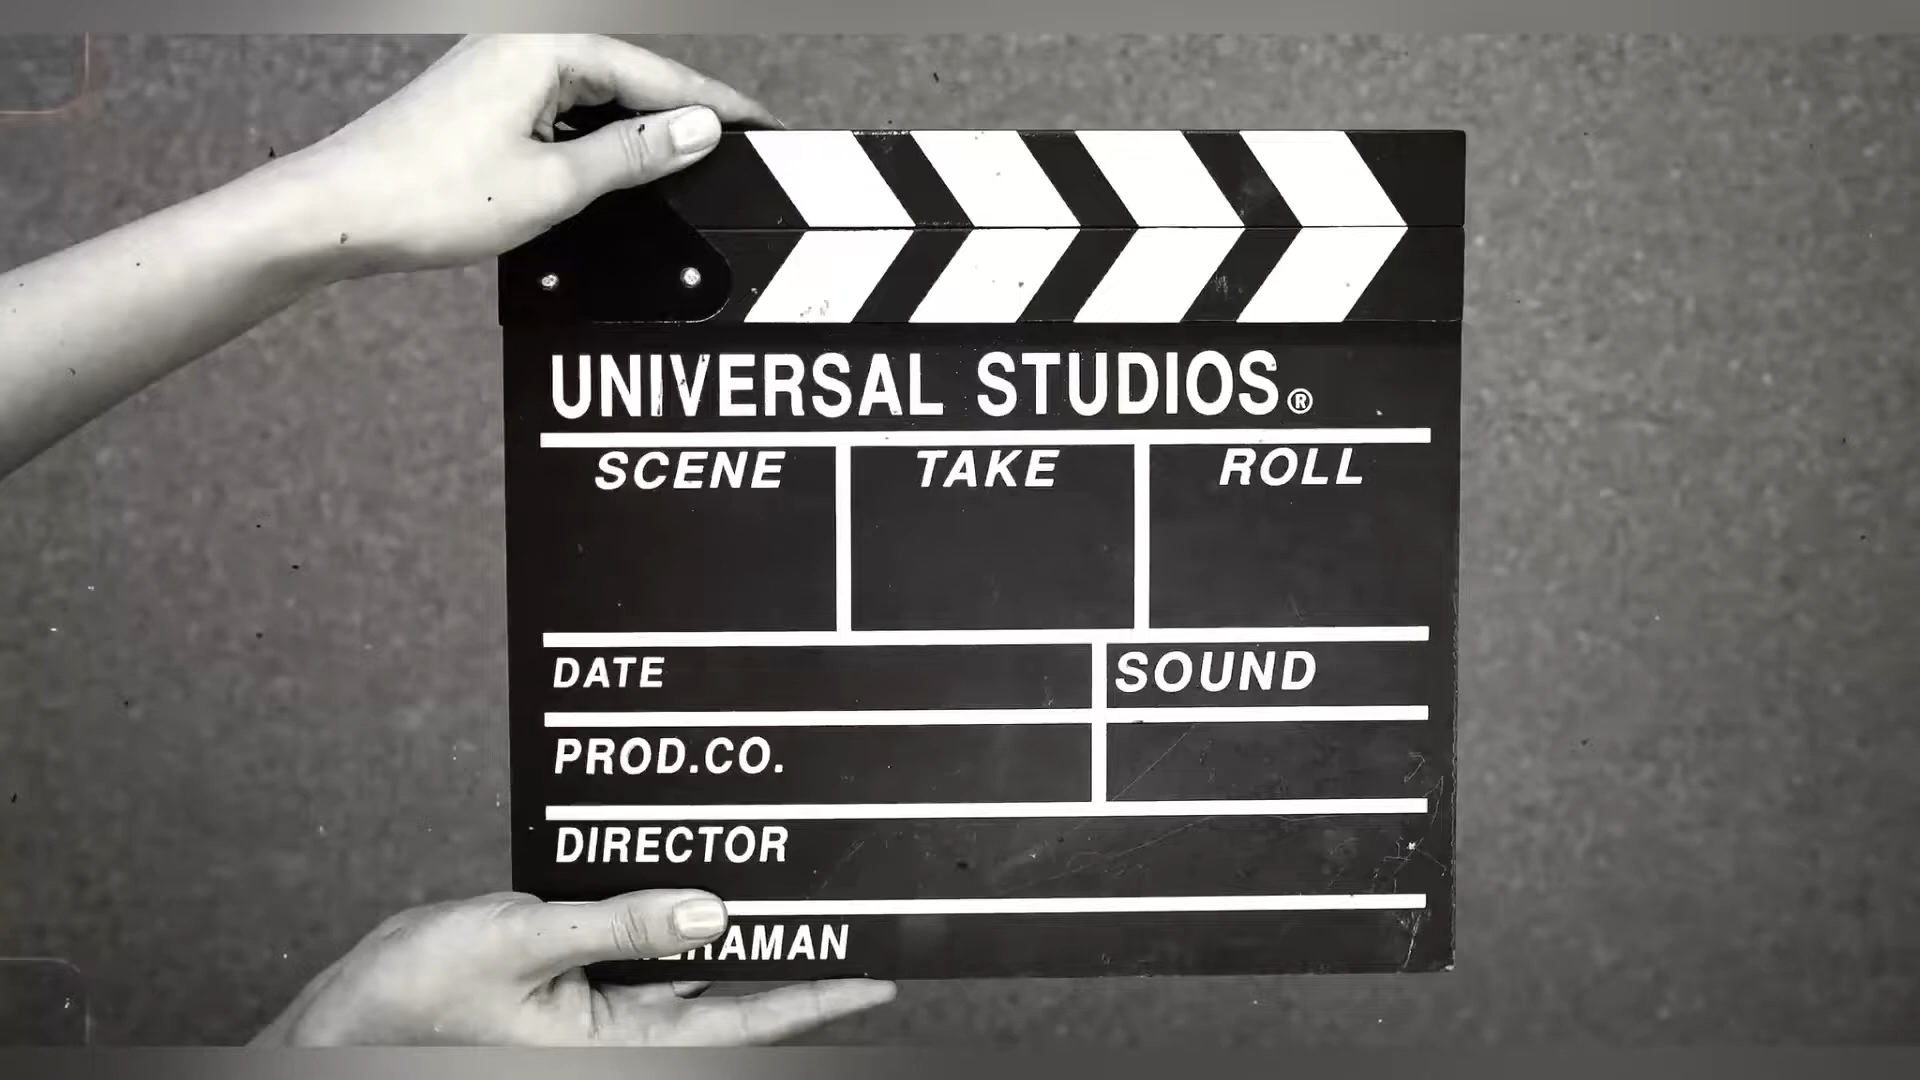 UNIVERSAL STUDIOS®
SCENE TAKE ROLL
DATE SOUND
PROD.CO.
DIRECTOR